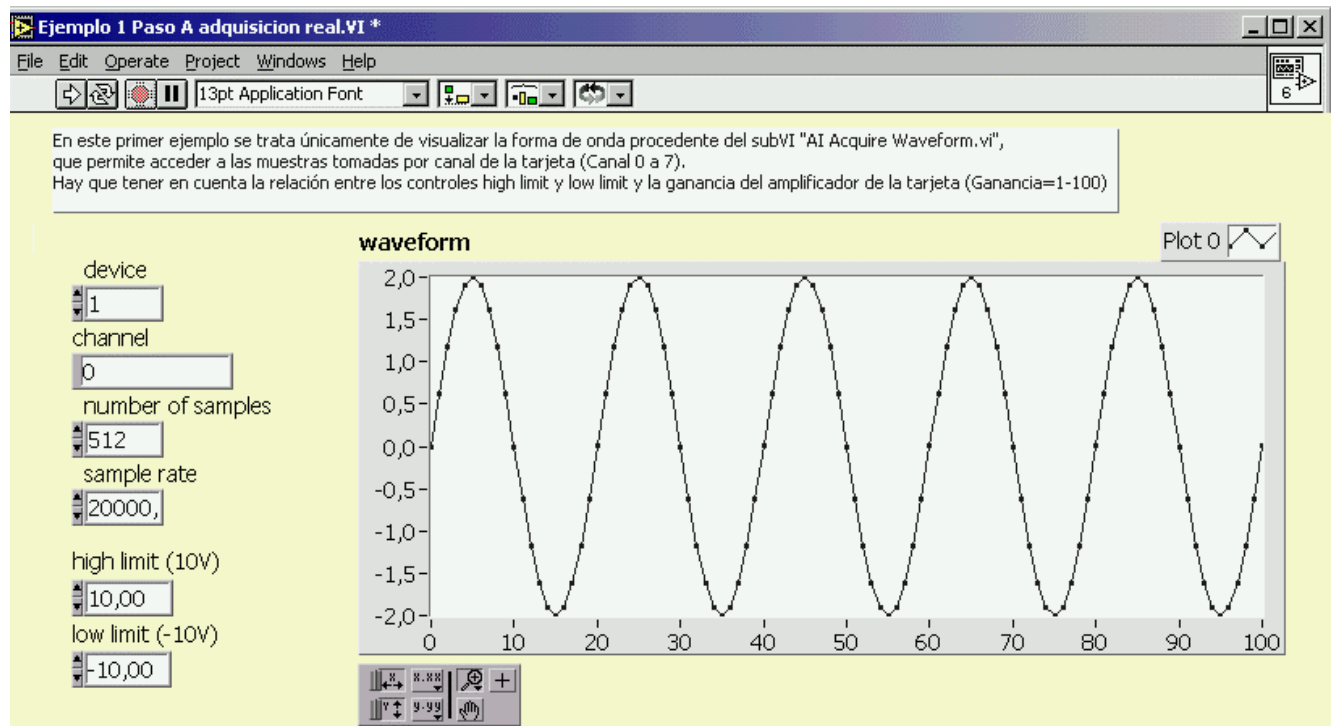 Ejemplo 1 Paso A adquisicion real.VI *
File Edit Operate Project Windows Help
13pt Application Font
6
En este primer ejemplo se trata únicamente de visualizar la forma de onda procedente del subVI "AI Acquire Waveform.vi",
que permite acceder a las muestras tomadas por canal de la tarjeta (Canal 0 a 7).
Hay que tener en cuenta la relación entre los controles high limit y low limit y la ganancia del amplificador de la tarjeta (Ganancia=1-100)
waveform
Plot 0
device
1
channel
0
number of samples
512
sample rate
20000,
high limit (10V)
10,00
low limit (-10V)
-10,00
2,0
1,5
1,0
0,5
0,0
-0,5
-1,0
-1,5
-2,0
0 10 20 30 40 50 60 70 80 90 100
X x.xx
Y y.yy